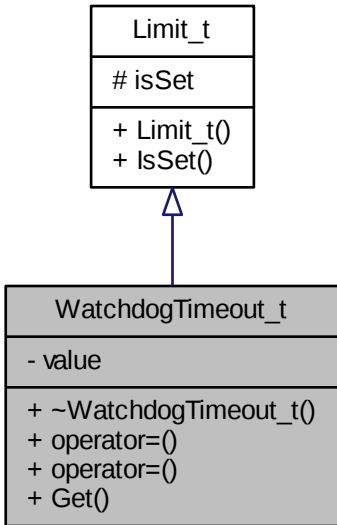 Limit_t
# isSet
+ Limit_t()
+ IsSet()
WatchdogTimeout_t
- value
+ ~WatchdogTimeout_t()
+ operator=()
+ operator=()
+ Get()